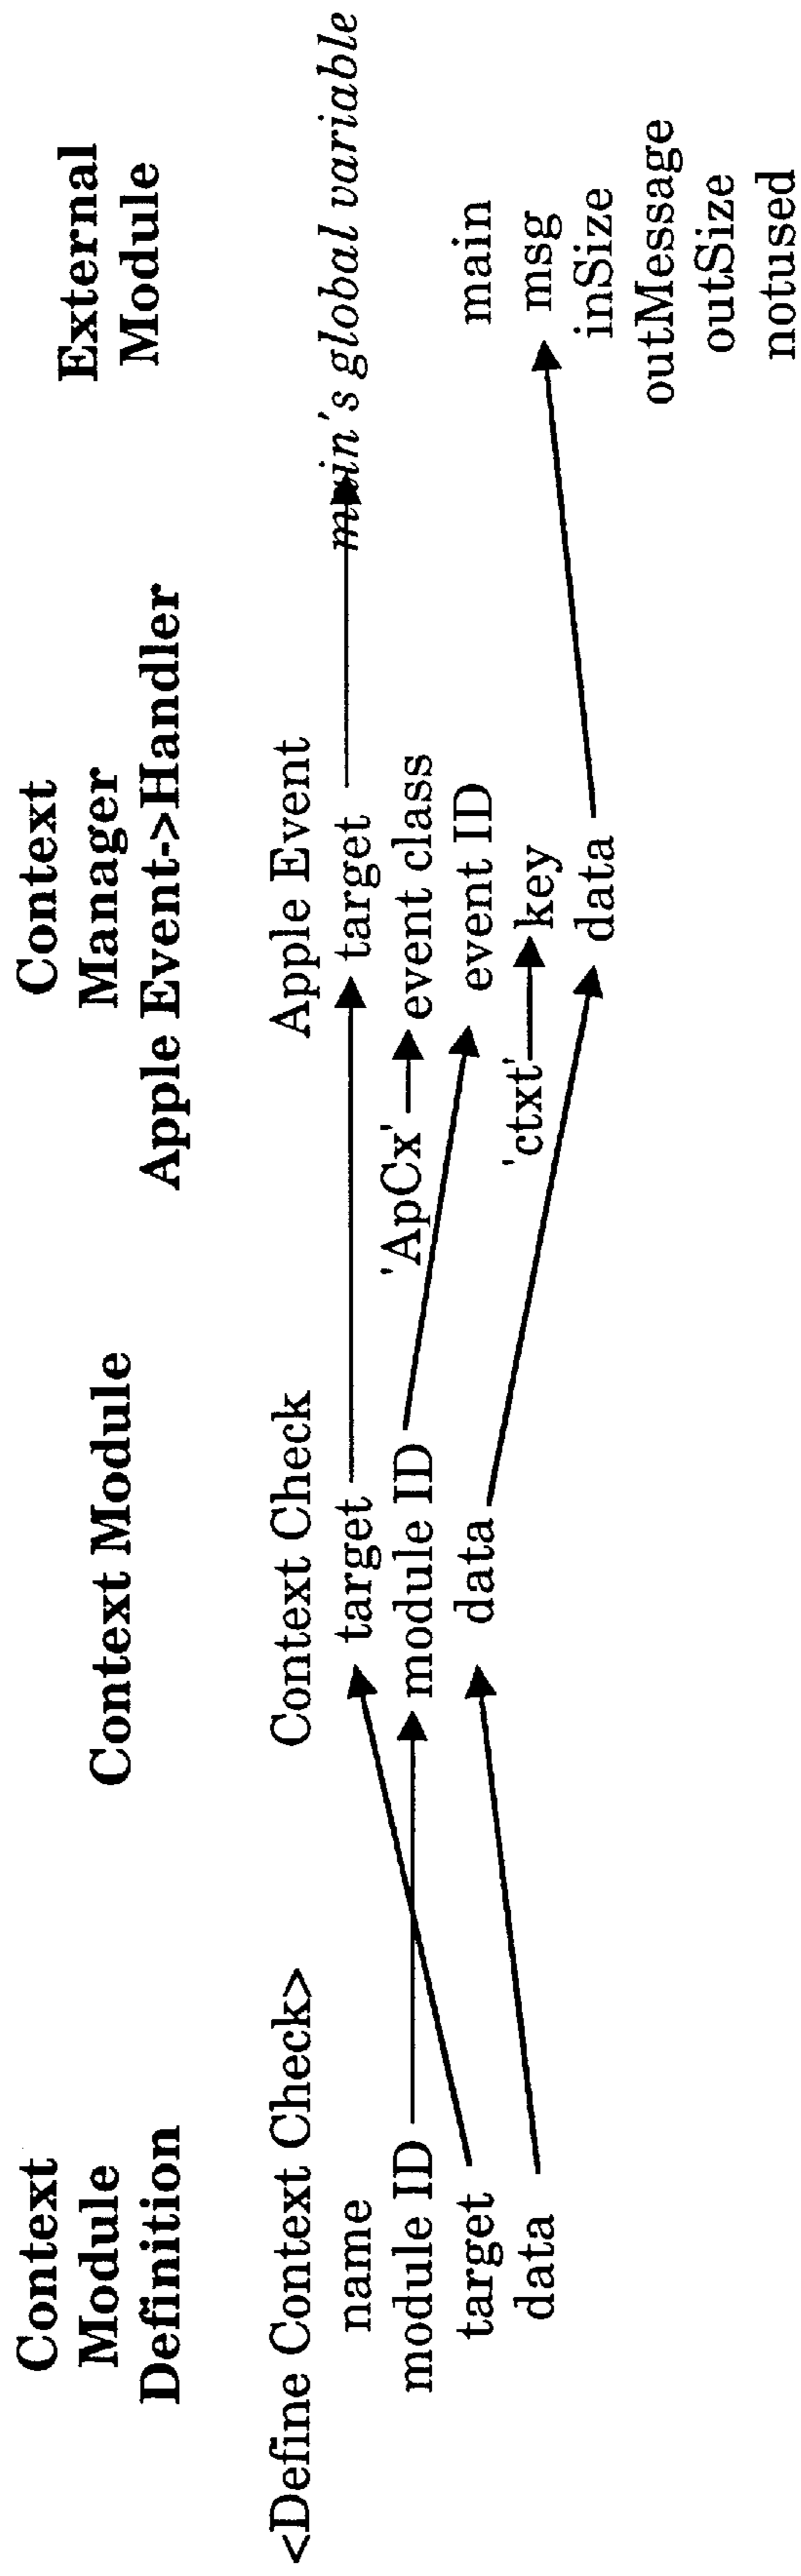 Context
Module
Definition
<Define Context Check>
name
module ID
target
data
Context Module
Context Check
target
module ID
data
Context
Manager
Apple Event->Handler
Apple Event
target
'ApCx'
event class
event ID
'ctxt'
key
data
External
Module
main's global variable
main
msg
inSize
outMessage
outSize
notused